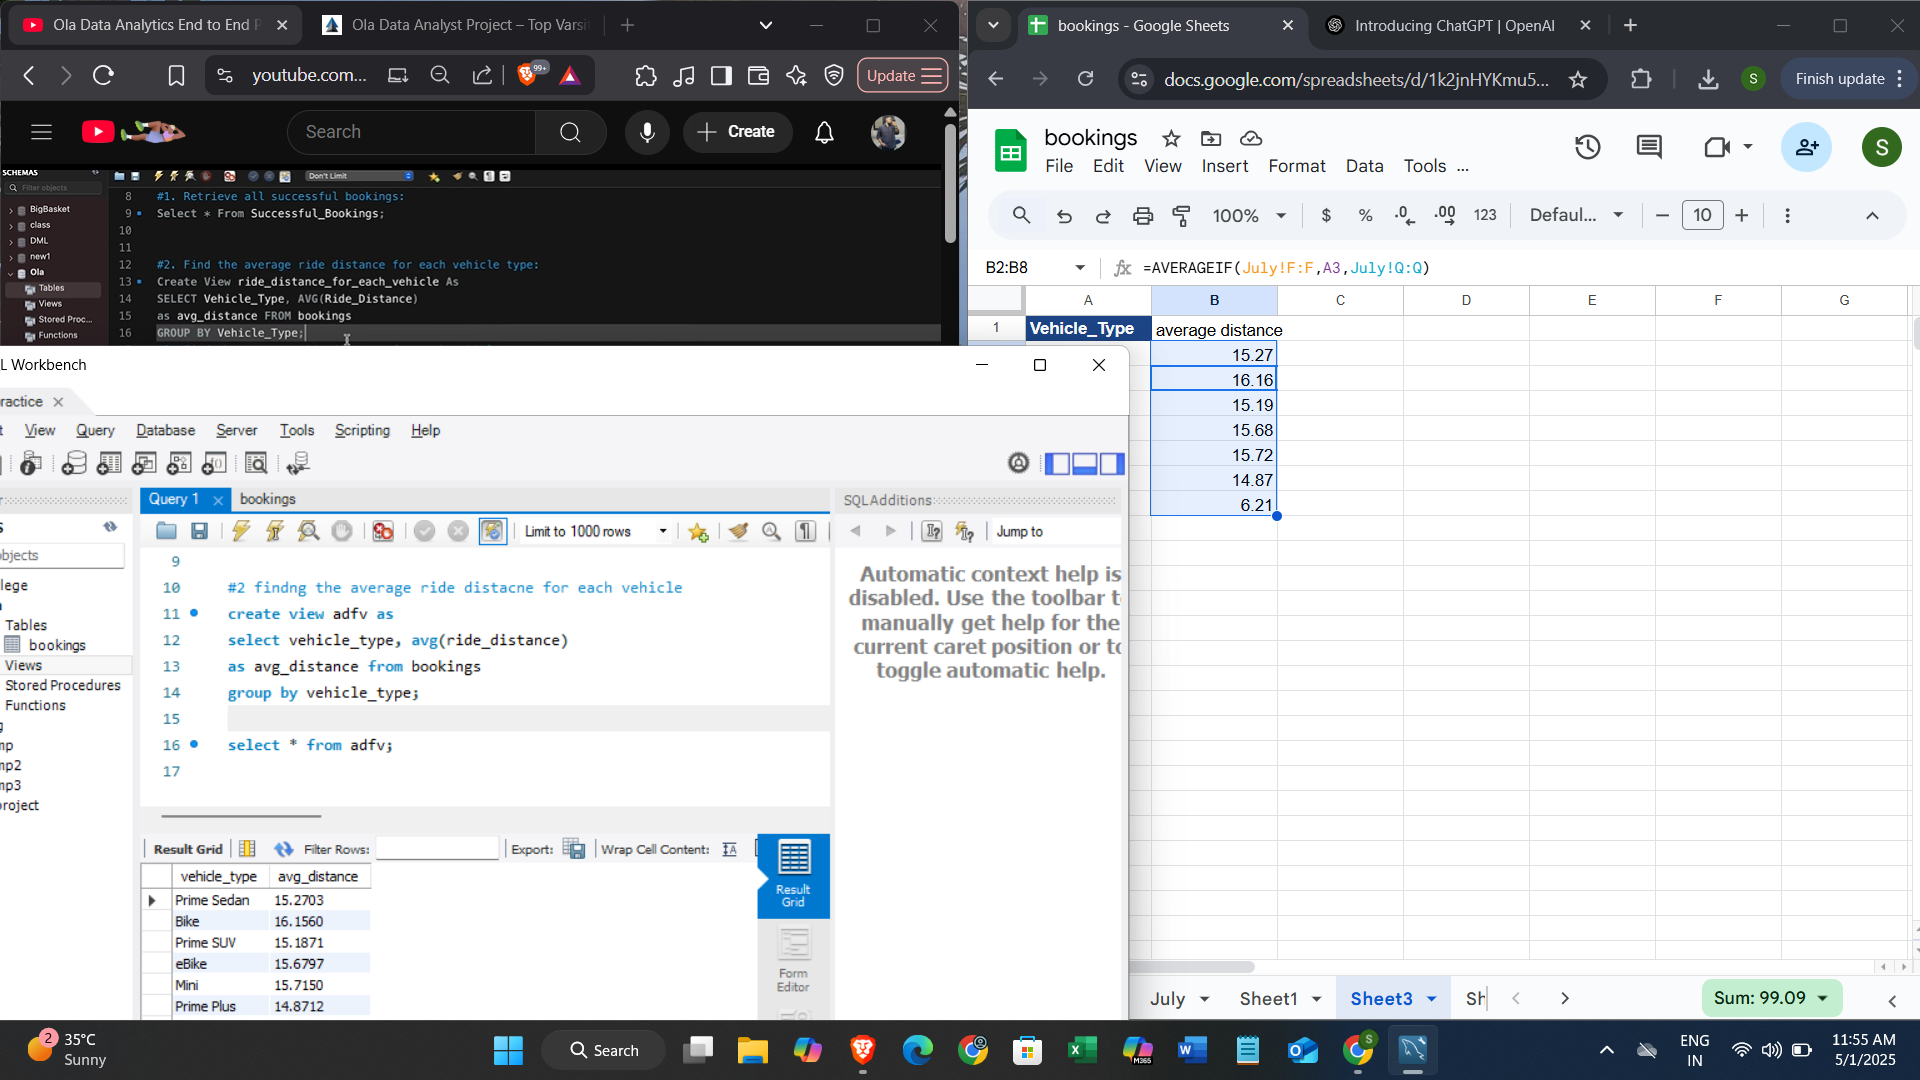 Ola Data Analytics End to End P
Ola Data Analyst Project – Top Varsi
youtube.com...
99+
Update
Search
Create
SCHEMAS
Filter objects
BigBasket
class
DML
new1
Ola
Tables
Views
Stored Proc...
Functions
Don't Limit
8 #1. Retrieve all successful bookings:
9 Select * From Successful_Bookings;
10
11
12 #2. Find the average ride distance for each vehicle type:
13 Create View ride_distance_for_each_vehicle As
14 SELECT Vehicle_Type, AVG(Ride_Distance)
15 as avg_distance FROM bookings
16 GROUP BY Vehicle_Type;
bookings - Google Sheets
Introducing ChatGPT | OpenAI
docs.google.com/spreadsheets/d/1k2jnHYKmu5...
S
Finish update
bookings
File Edit View Insert Format Data Tools ...
S
100%
$ % .0 .00 123
Defaul...
10
B2:B8
fx =AVERAGEIF(July!F:F,A3,July!Q:Q)
A B C D E F G
1 Vehicle_Type average distance
15.27
16.16
15.19
15.68
15.72
14.87
6.21
July
Sheet1
Sheet3
Sh
Sum: 99.09
L Workbench
ractice
t View Query Database Server Tools Scripting Help
Query 1
bookings
SQLAdditions
S
bjects
lege
Tables
bookings
Views
Stored Procedures
Functions
g
mp
mp2
mp3
project
Limit to 1000 rows
Jump to
9
10 #2 findng the average ride distacne for each vehicle
11 create view adfv as
12 select vehicle_type, avg(ride_distance)
13 as avg_distance from bookings
14 group by vehicle_type;
15
16 select * from adfv;
17
Automatic context help is
disabled. Use the toolbar t
manually get help for the
current caret position or to
toggle automatic help.
Result Grid
Filter Rows:
Export:
Wrap Cell Content:
vehicle_type avg_distance
Prime Sedan 15.2703
Bike 16.1560
Prime SUV 15.1871
eBike 15.6797
Mini 15.7150
Prime Plus 14.8712
Result
Grid
Form
Editor
2
35°C
Sunny
Search
M365
S
ENG
IN
11:55 AM
5/1/2025